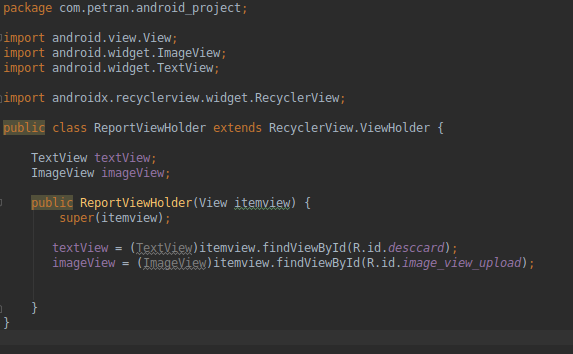 package com.petran.android_project;
import android.view.View;
import android.widget.ImageView;
import android.widget.TextView;
import androidx.recyclerview.widget.RecyclerView;
public class ReportViewHolder extends RecyclerView.ViewHolder {
TextView textView;
ImageView imageView;
public ReportViewHolder(View itemview) {
super(itemview);
textView = (TextView)itemview.findViewById(R.id.desccard);
imageView = (ImageView)itemview.findViewById(R.id.image_view_upload);
}
}